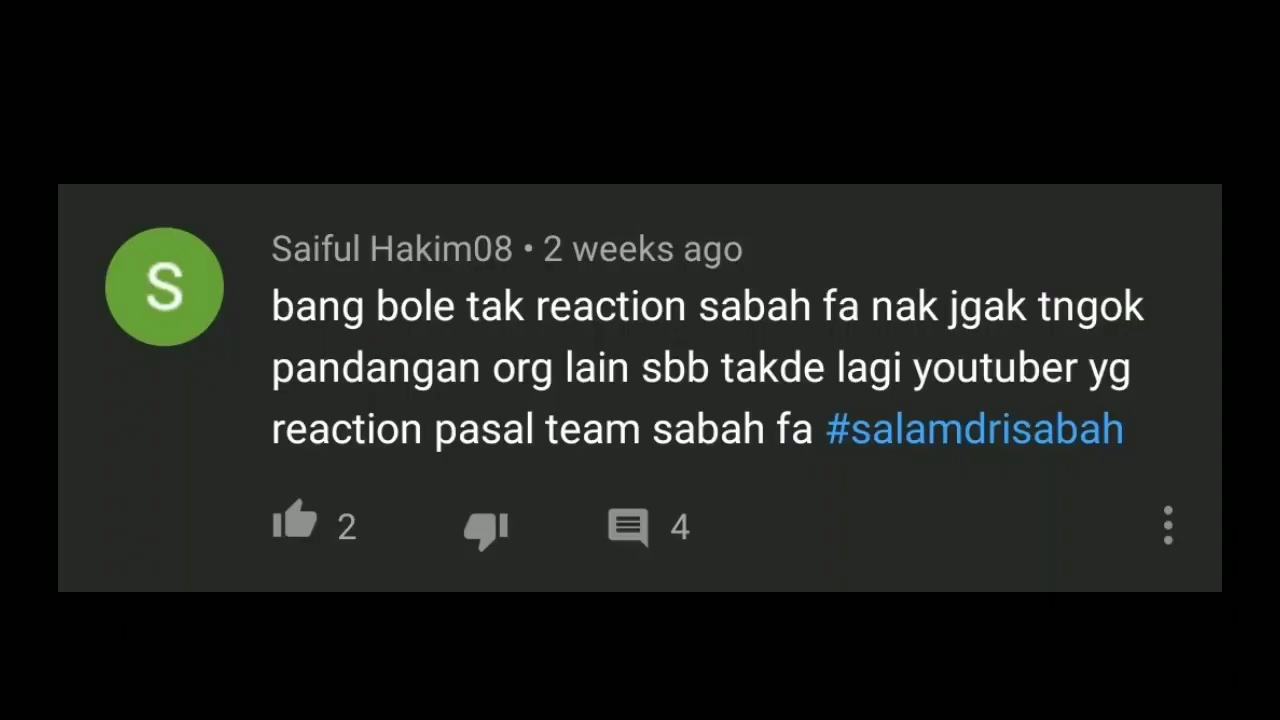 S
Saiful Hakim08 • 2 weeks ago
bang bole tak reaction sabah fa nak jgak tngok
pandangan org lain sbb takde lagi youtuber yg
reaction pasal team sabah fa #salamdrisabah
2 4